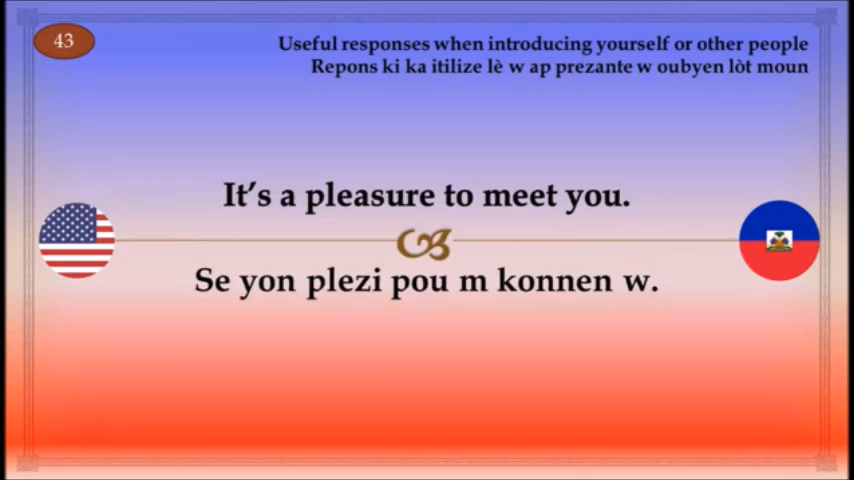 43
Useful responses when introducing yourself or other people
Repons ki ka itilize lè w ap prezante w oubyen lòt moun
It’s a pleasure to meet you.
Se yon plezi pou m konnen w.